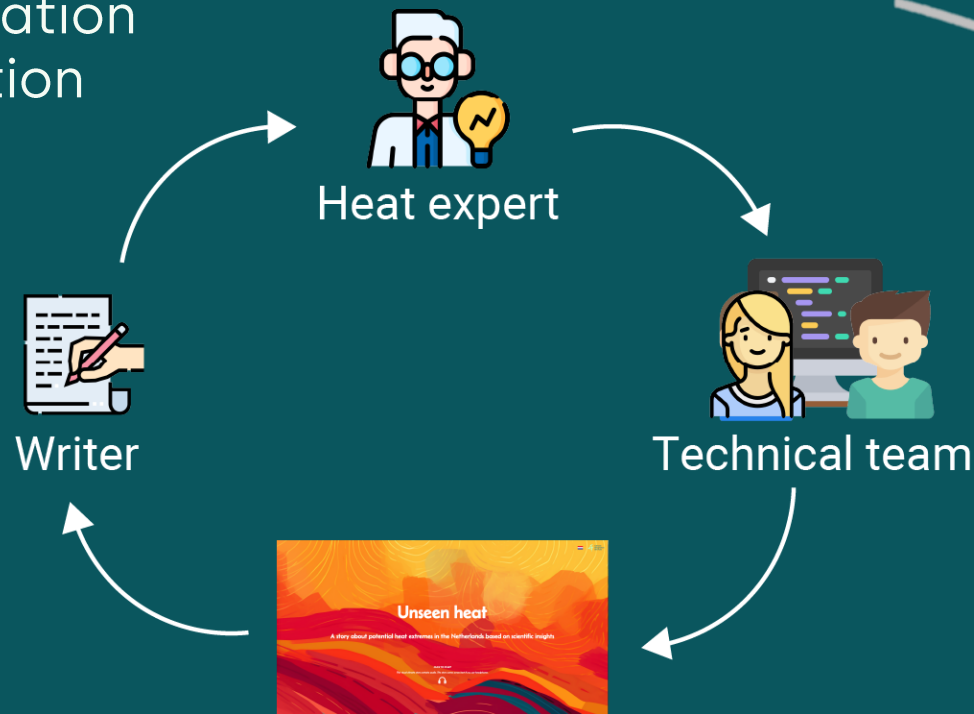 ation
tion
Heat expert
Writer
Technical team
Unseen heat
A story about potential heat extremes in the Netherlands based on scientific insights